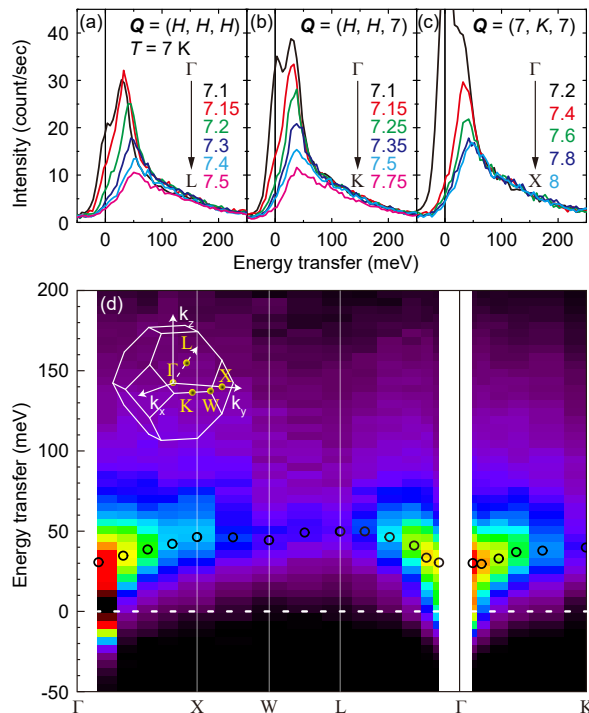 (a) Q = (H, H, H)
T = 7 K
Γ
7.1
7.15
7.2
7.3
7.4
L 7.5
(b) Q = (H, H, 7)
Γ
7.1
7.15
7.25
7.35
7.5
K 7.75
(c) Q = (7, K, 7)
Γ
7.2
7.4
7.6
7.8
X 8
Intensity (count/sec)
40
30
20
10
0
0 100 200 0 100 200 0 100 200
Energy transfer (meV)
(d)
kz
L
Γ
X
kx
K W ky
Energy transfer (meV)
200
150
100
50
0
-50
Γ X W L Γ K